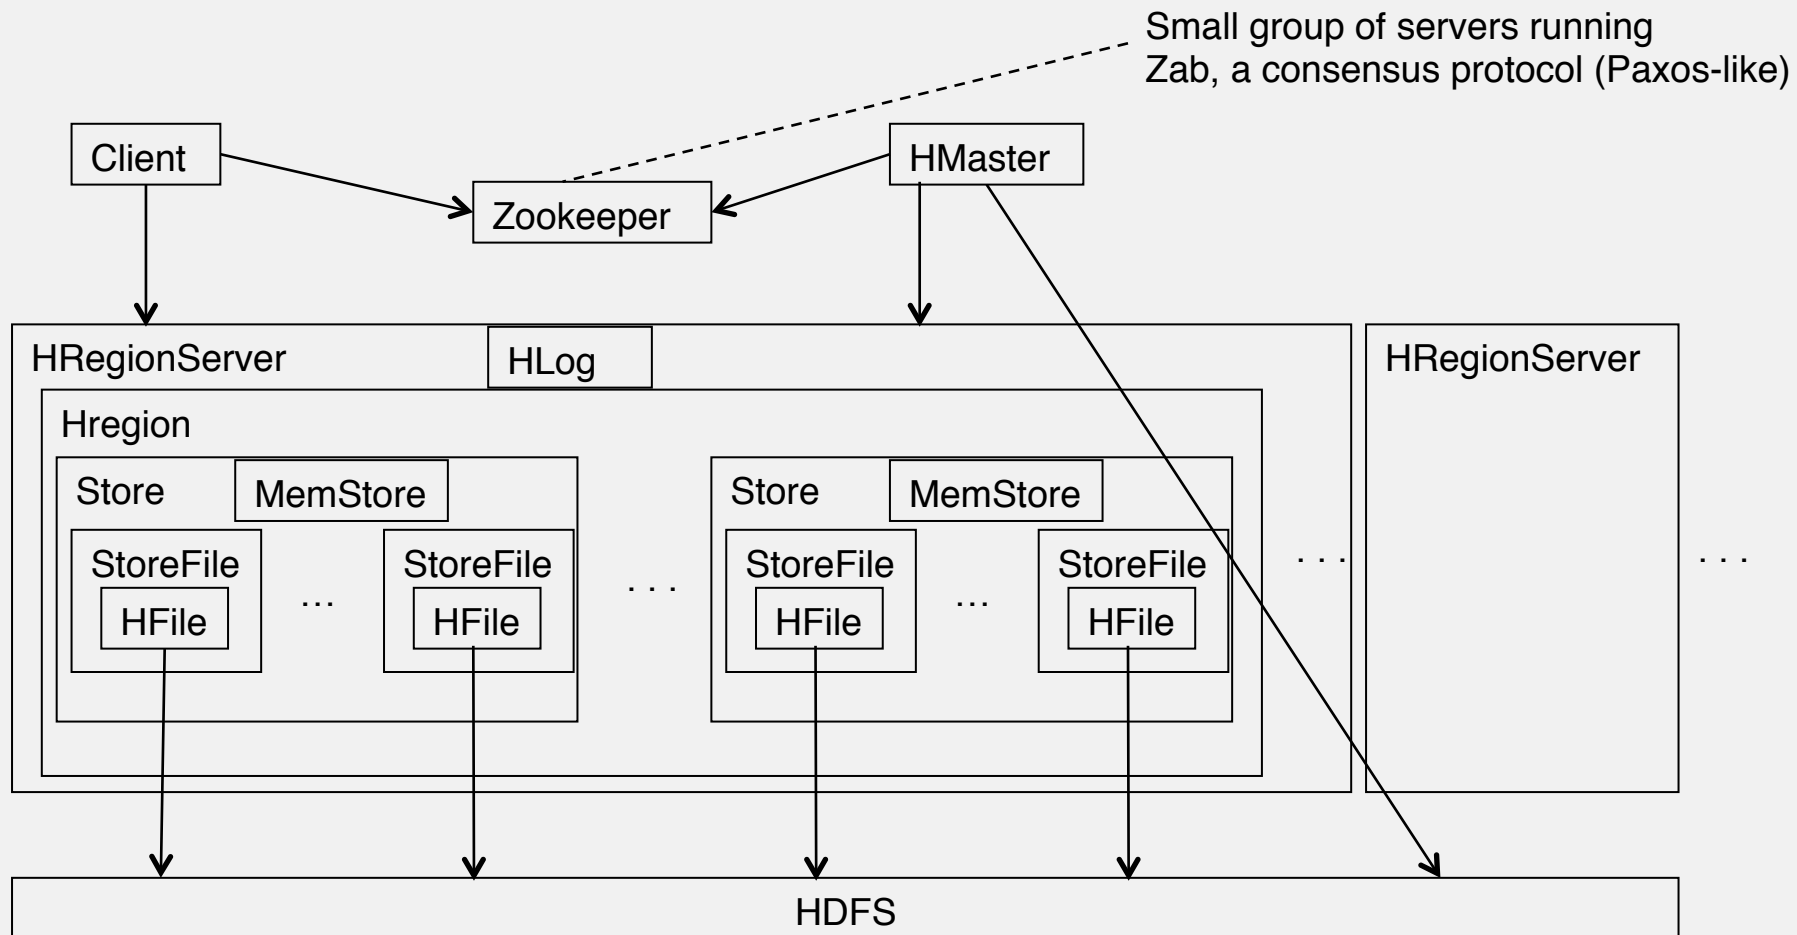 Small group of servers running
Zab, a consensus protocol (Paxos-like)
Client
HMaster
Zookeeper
HRegionServer
HLog
HRegionServer
Hregion
Store
MemStore
Store
MemStore
StoreFile
StoreFile
StoreFile
StoreFile
. . .
. . .
HFile
...
HFile
. . .
HFile
...
HFile
HDFS